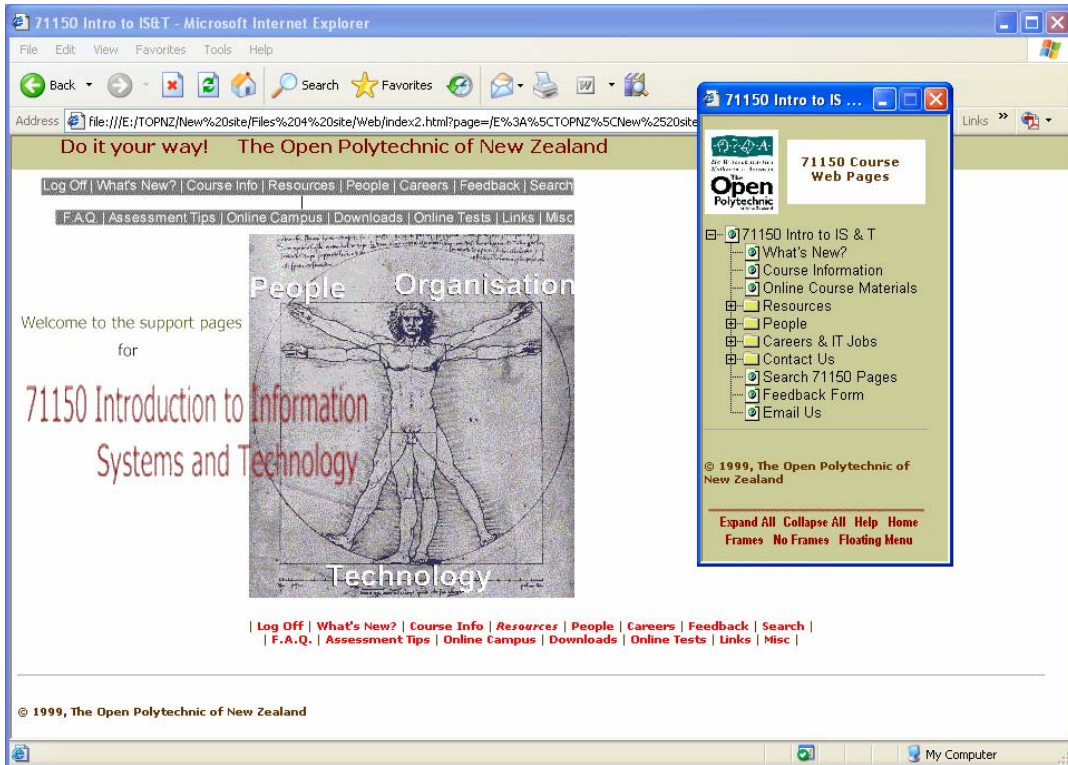 71150 Intro to IS&T - Microsoft Internet Explorer
File Edit View Favorites Tools Help
Back Search Favorites
Address file:///E:/TOPNZ/New%20site/Files%204%20site/Web/index2.html?page=/E%3A%5CTOPNZ%5CNew%2520site
Links »
Do it your way! The Open Polytechnic of New Zealand
Log Off | What's New? | Course Info | Resources | People | Careers | Feedback | Search
F.A.Q. | Assessment Tips | Online Campus | Downloads | Online Tests | Links | Misc
People Organisation
Welcome to the support pages
for
71150 Introduction to Information
Systems and Technology
Technology
| Log Off | What's New? | Course Info | Resources | People | Careers | Feedback | Search |
| F.A.Q. | Assessment Tips | Online Campus | Downloads | Online Tests | Links | Misc |
© 1999, The Open Polytechnic of New Zealand
My Computer
71150 Intro to IS ...
The
Open
Polytechnic
of New Zealand
71150 Course
Web Pages
71150 Intro to IS & T
What's New?
Course Information
Online Course Materials
Resources
People
Careers & IT Jobs
Contact Us
Search 71150 Pages
Feedback Form
Email Us
© 1999, The Open Polytechnic of
New Zealand
Expand All Collapse All Help Home
Frames No Frames Floating Menu